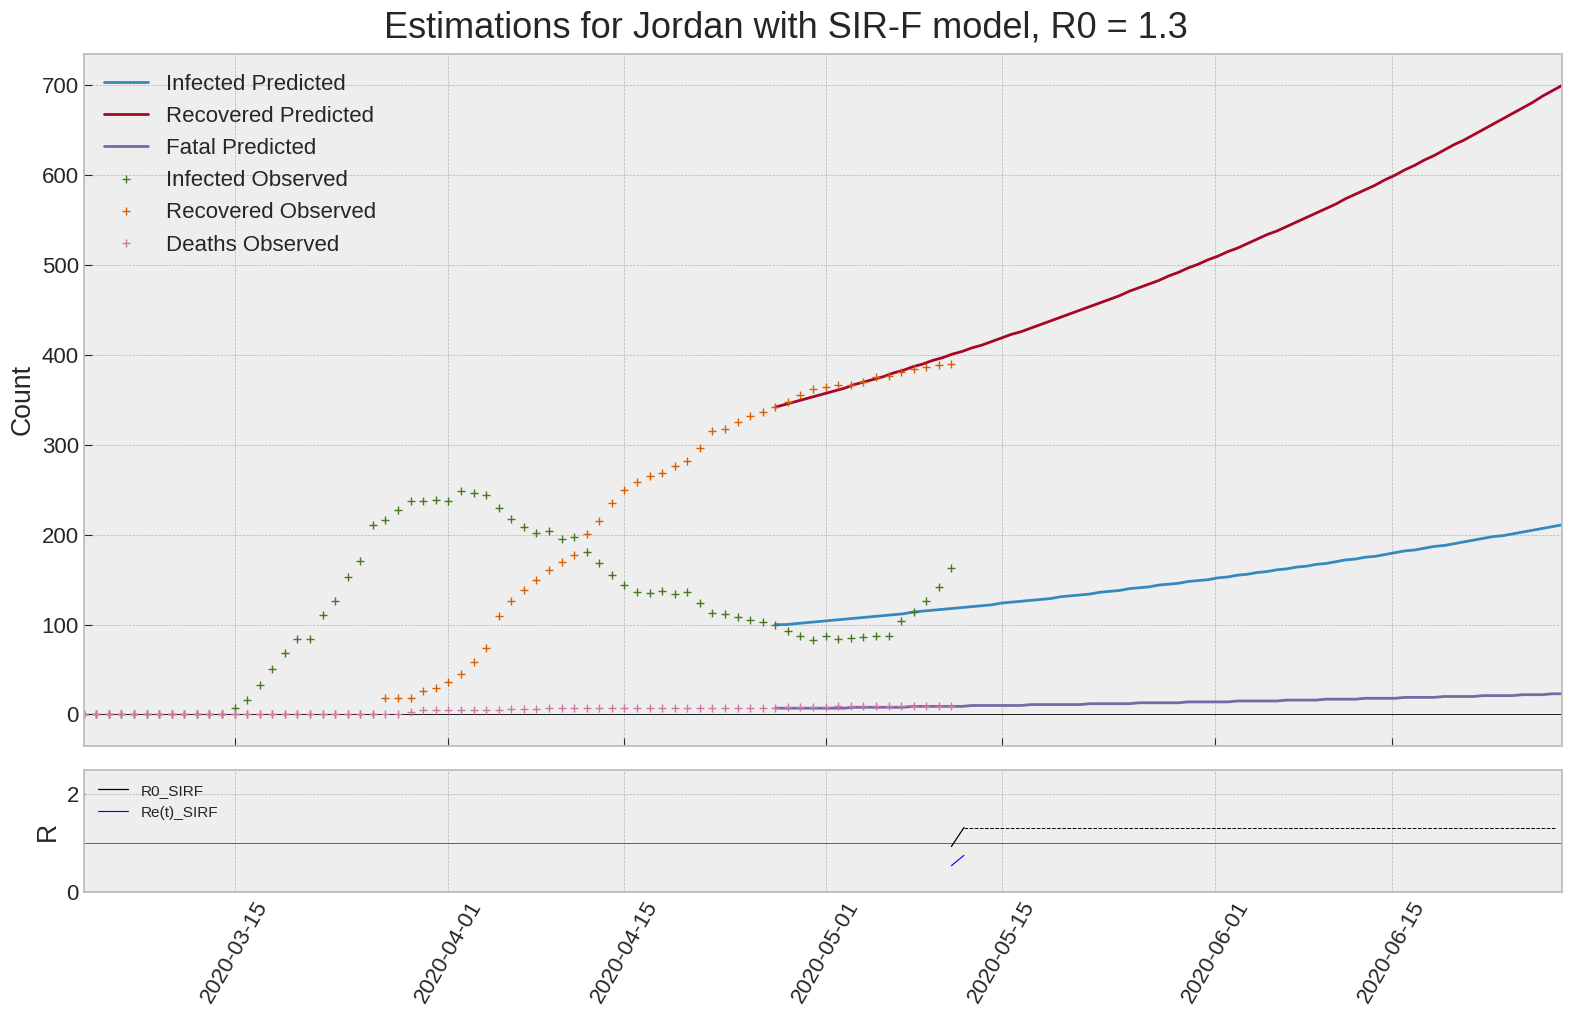 Estimations for Jordan with SIR-F model, R0 = 1.3
Infected Predicted
Recovered Predicted
Fatal Predicted
Infected Observed
Recovered Observed
Deaths Observed
700
600
500
400
300
200
100
0
Count
R0_SIRF
Re(t)_SIRF
2
0
R
2020-03-15
2020-04-01
2020-04-15
2020-05-01
2020-05-15
2020-06-01
2020-06-15